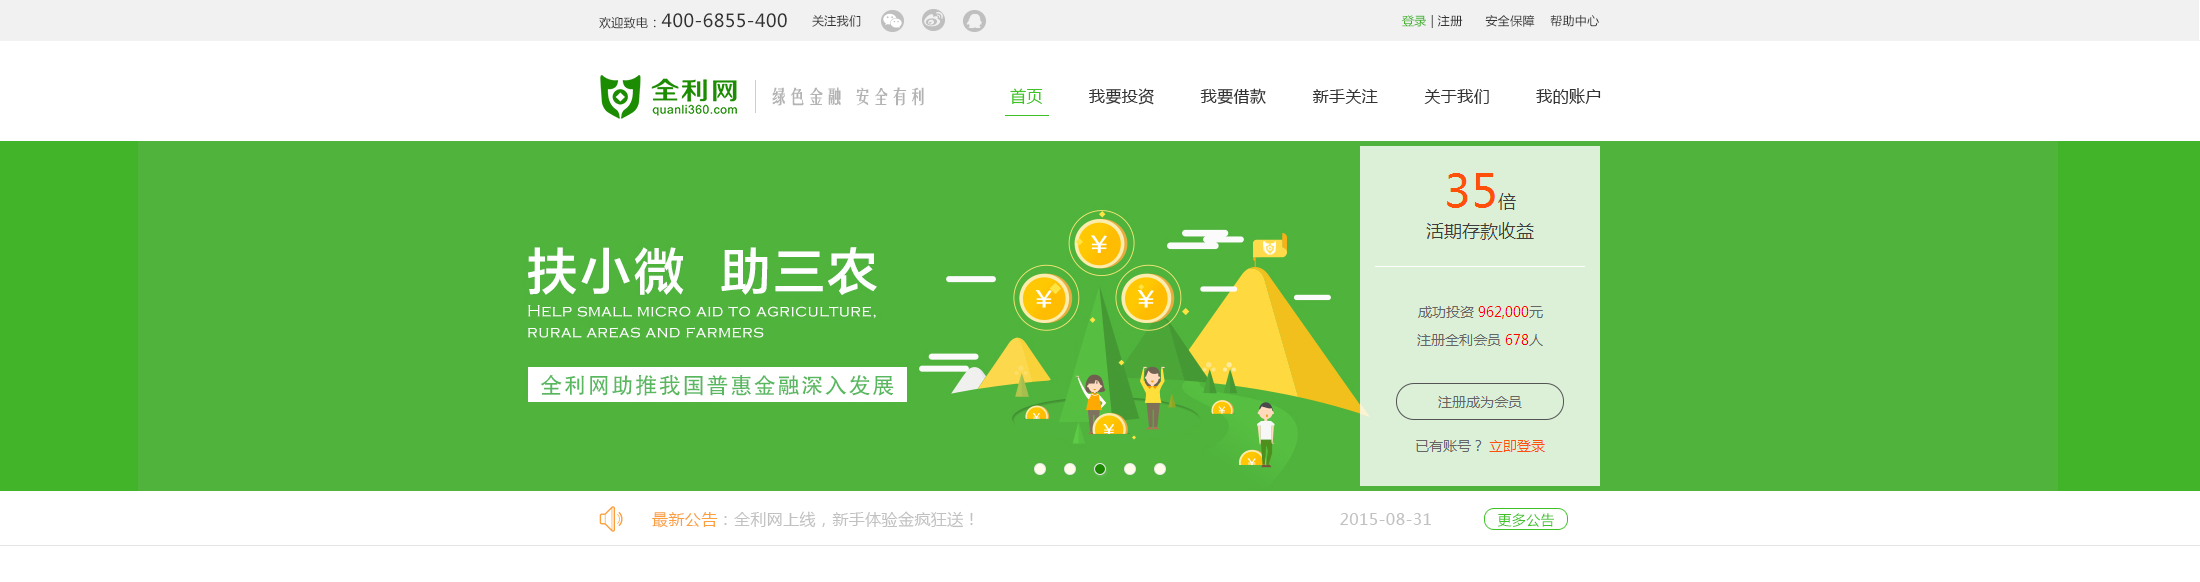 欢迎致电：400-6855-400 关注我们 登录 | 注册 安全保障 帮助中心
全利网
quanli360.com
绿色金融 安全有利
首页 我要投资 我要借款 新手关注 关于我们 我的账户
扶小微 助三农
HELP SMALL MICRO AID TO AGRICULTURE,
RURAL AREAS AND FARMERS
全利网助推我国普惠金融深入发展
¥
¥
¥
¥
¥
¥
¥
35倍
活期存款收益
成功投资 962,000元
注册全利会员 678人
注册成为会员
已有账号？ 立即登录
最新公告：全利网上线，新手体验金疯狂送！ 2015-08-31 更多公告